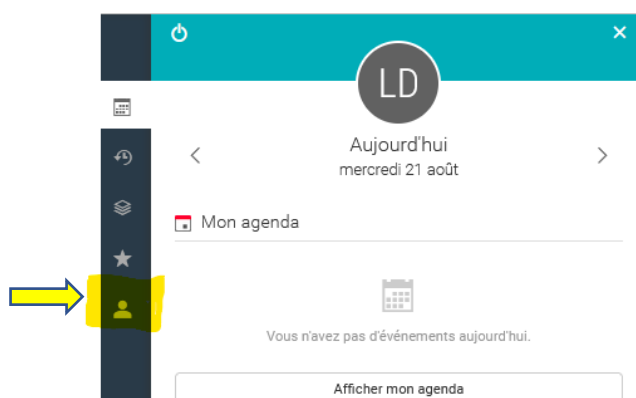 LD
Aujourd'hui
mercredi 21 août
Mon agenda
Vous n'avez pas d'événements aujourd'hui.
Afficher mon agenda